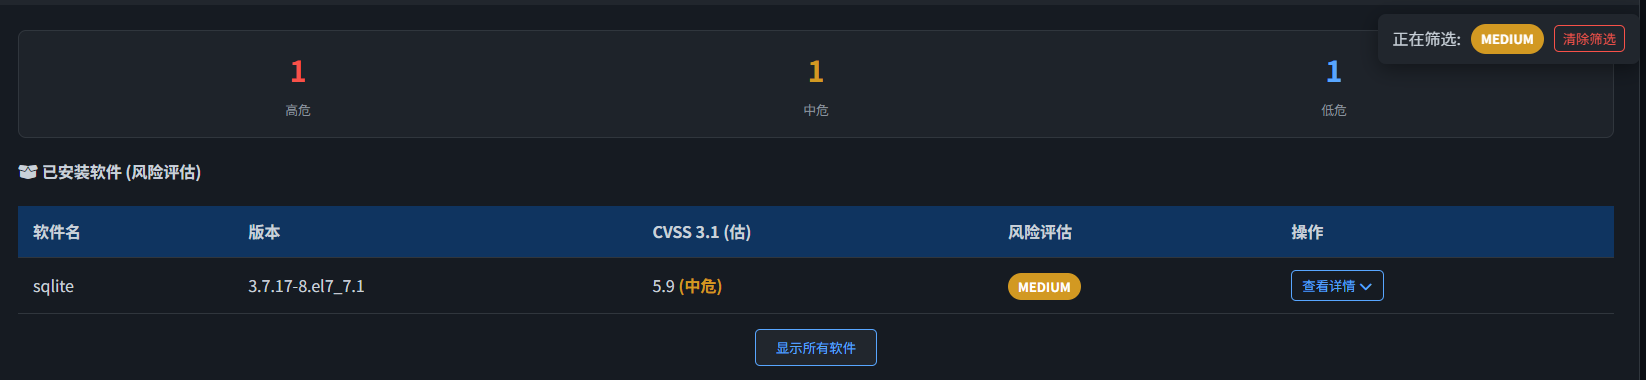 正在筛选: MEDIUM 清除筛选
1 1 1
高危 中危 低危
已安装软件 (风险评估)
软件名 版本 CVSS 3.1 (估) 风险评估 操作
sqlite 3.7.17-8.el7_7.1 5.9 (中危) MEDIUM 查看详情
显示所有软件